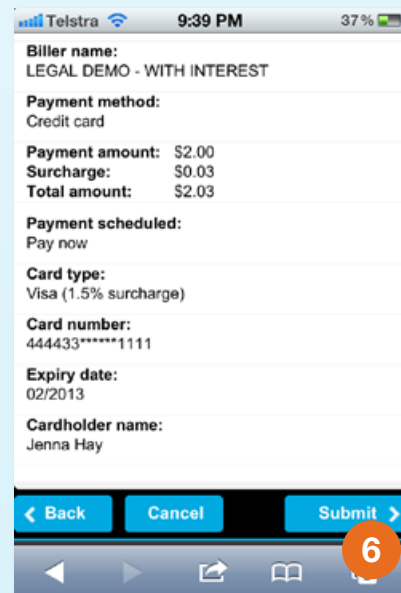 Telstra 9:39 PM 37%
Biller name:
LEGAL DEMO - WITH INTEREST
Payment method:
Credit card
Payment amount: $2.00
Surcharge: $0.03
Total amount: $2.03
Payment scheduled:
Pay now
Card type:
Visa (1.5% surcharge)
Card number:
444433******1111
Expiry date:
02/2013
Cardholder name:
Jenna Hay
Back Cancel Submit
6